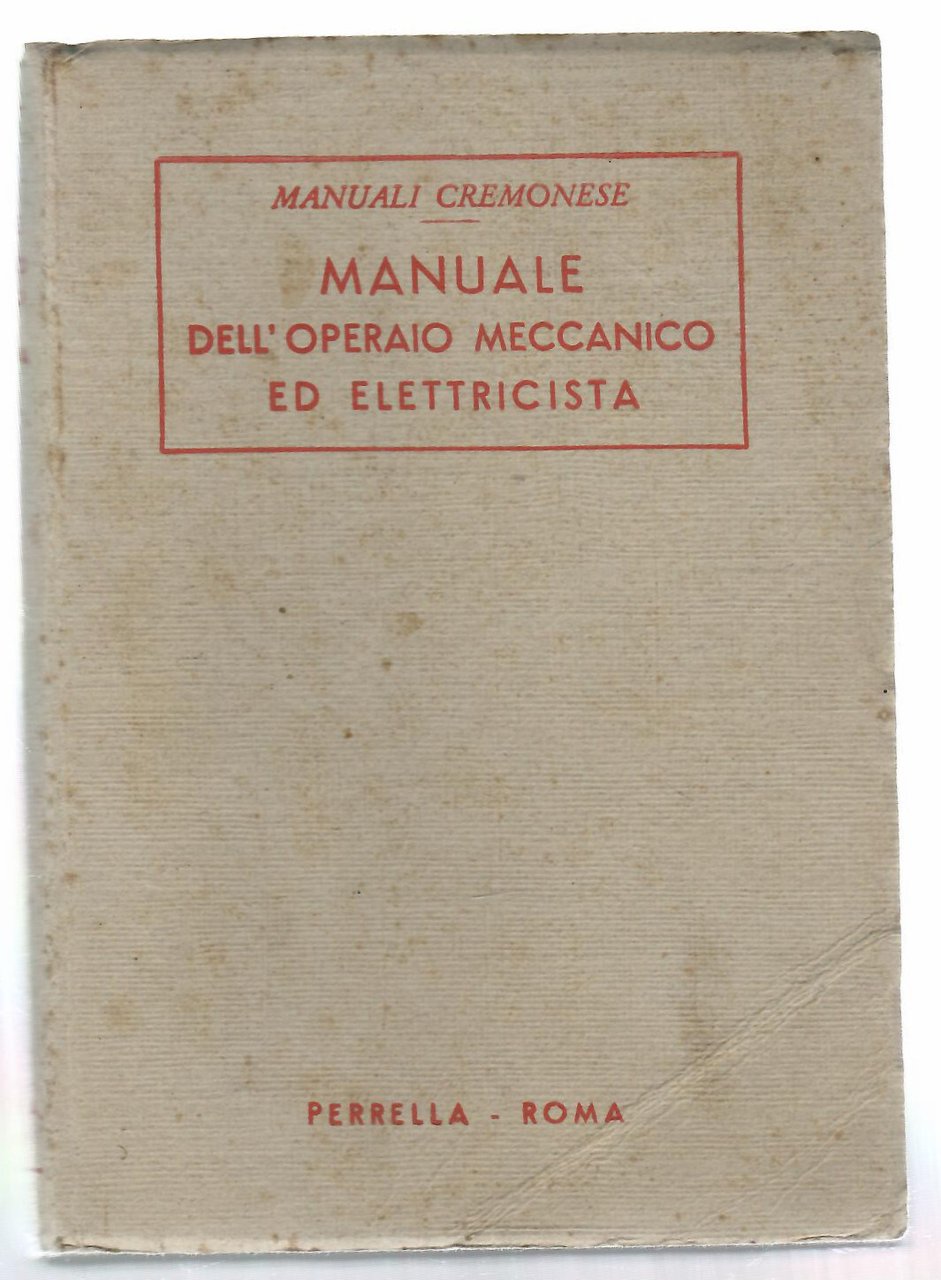 MANUALI CREMONESE
MANUALE
DELL'OPERAIO MECCANICO
ED ELETTRICISTA
PERRELLA - ROMA